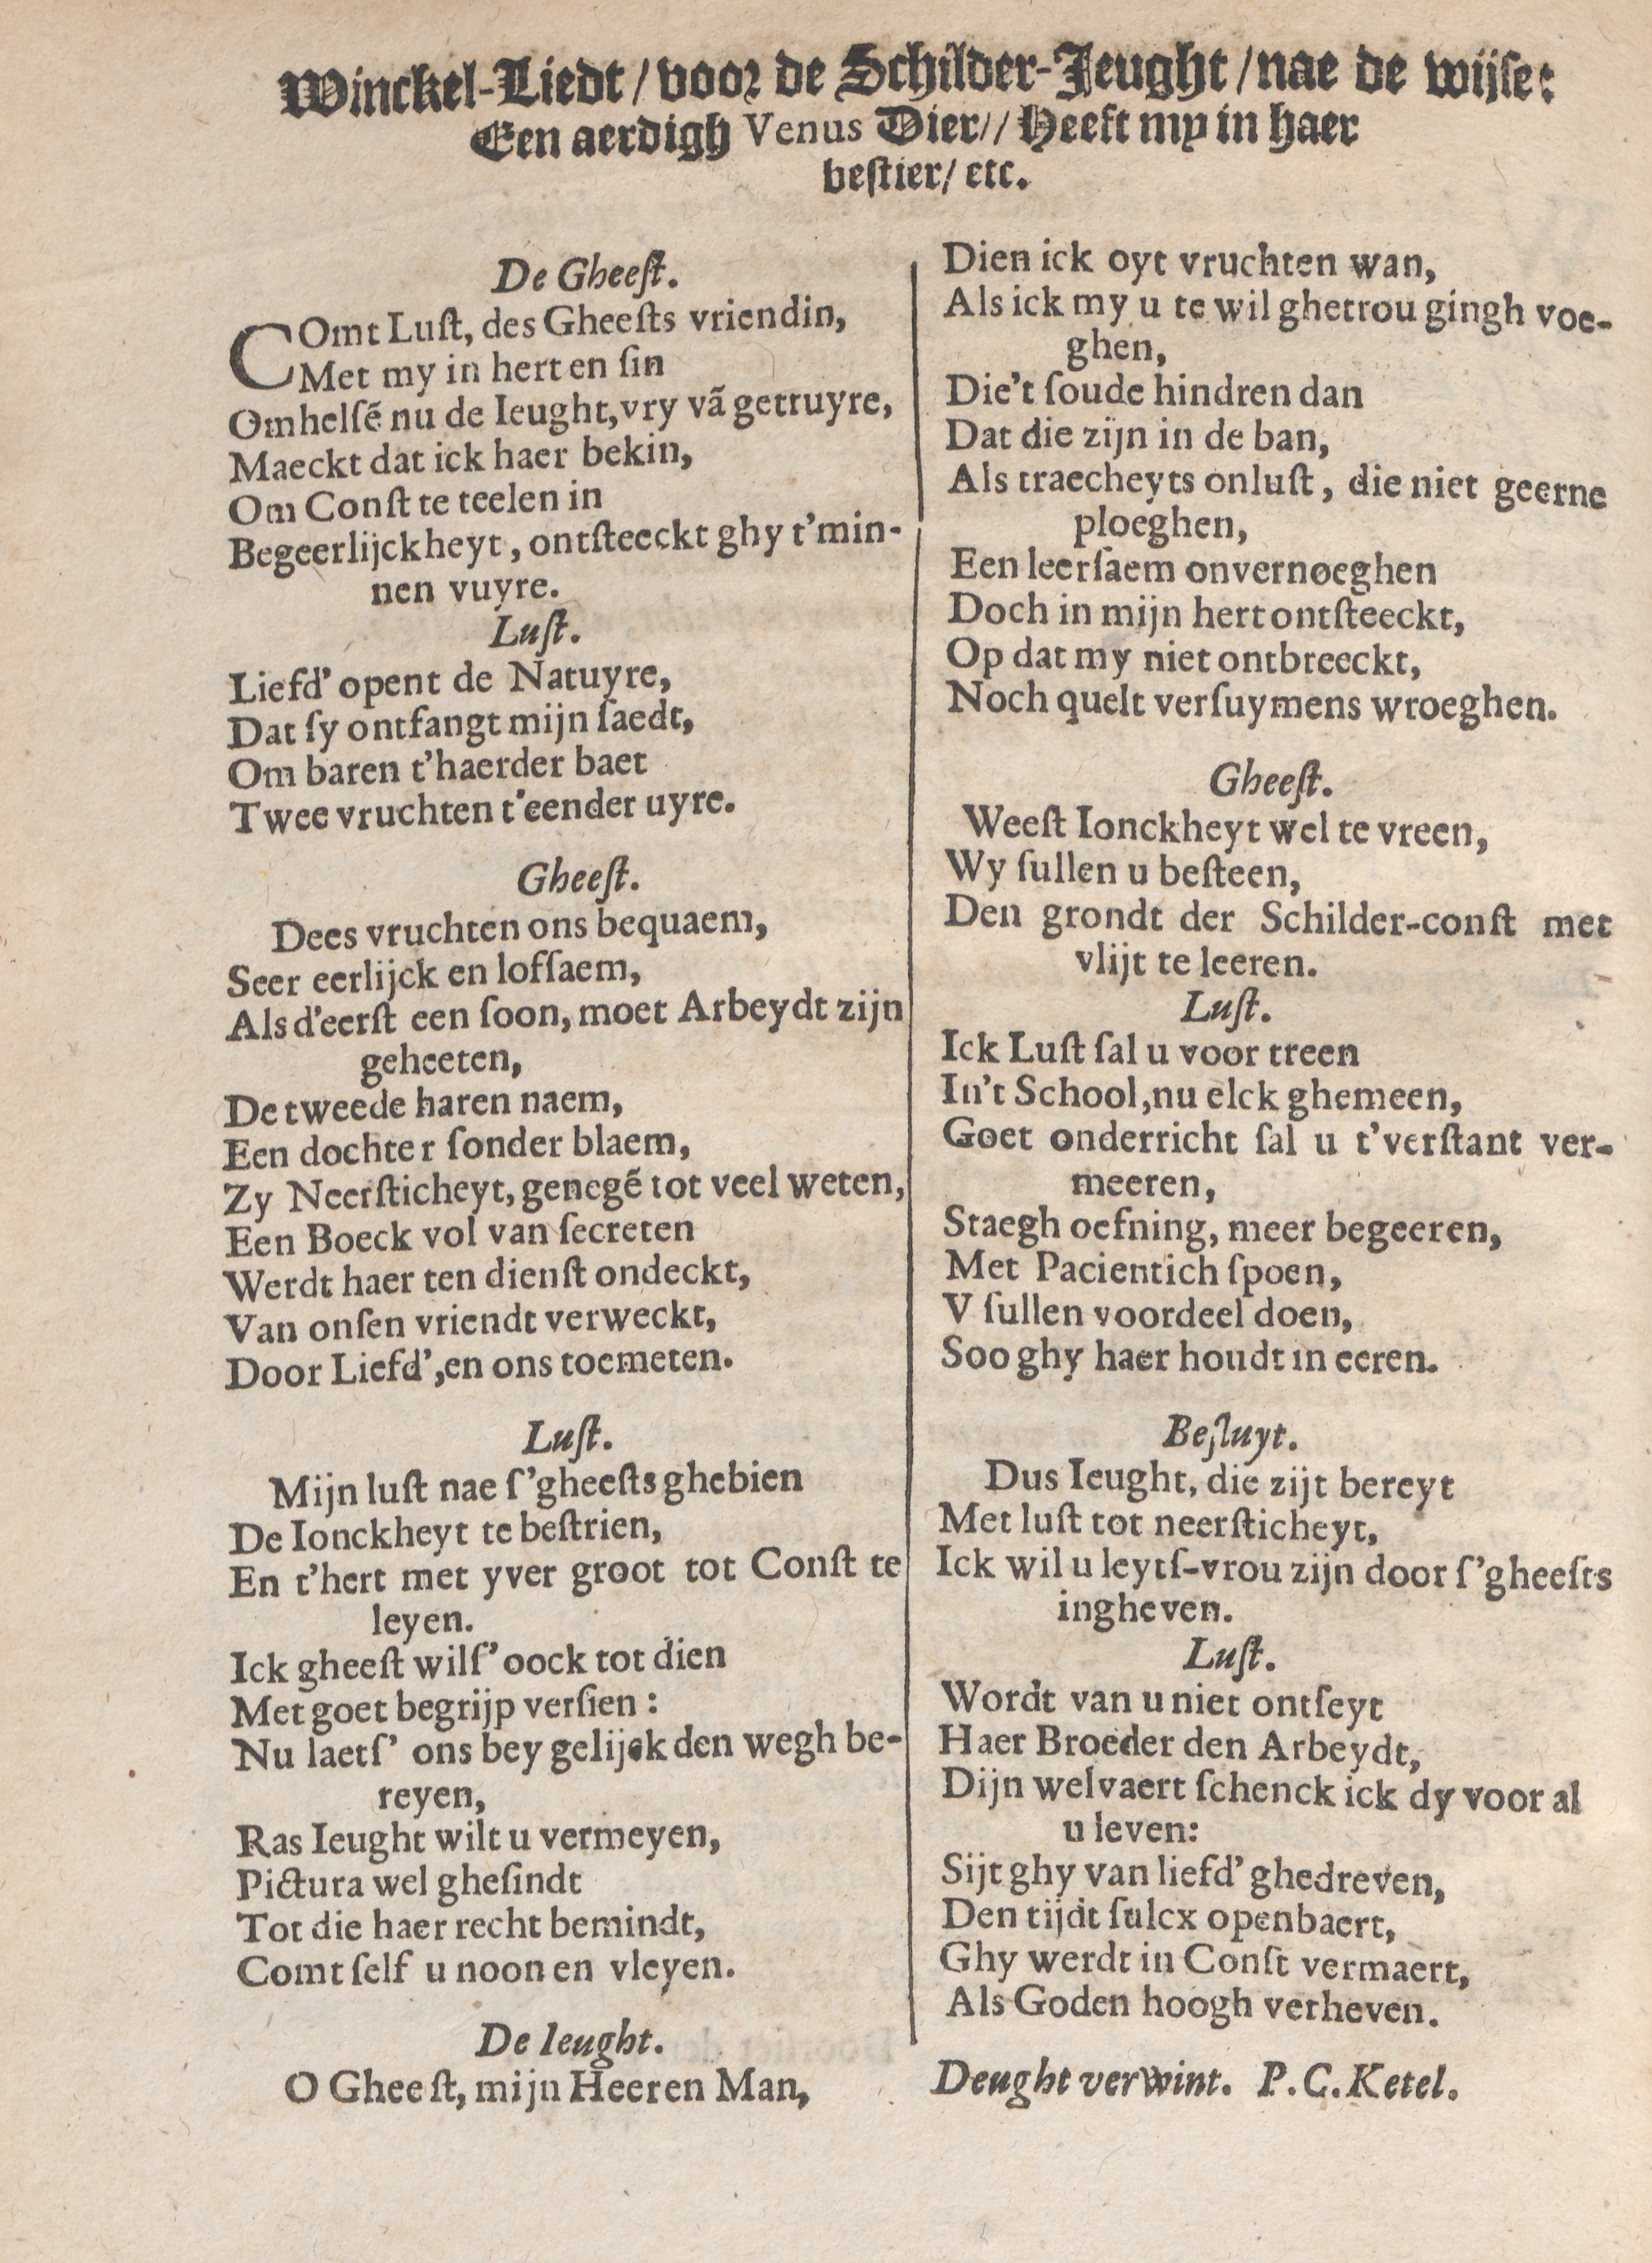 Winckel-Liedt / voor de Schilder-Jeught / nae de wijſe:
Een aerdigh Venus Dier // Heeft my in haer
beſtier / etc.
De Gheeſt.
COmt Luſt, des Gheeſts vriendin,
Met my in hert en ſin
Omhelſẽ nu de Ieught, vry vã getruyre,
Maeckt dat ick haer bekin,
Om Conſt te teelen in
Begeerlijckheyt, ontſteeckt ghy t'min-
nen vuyre.
Luſt.
Liefd' opent de Natuyre,
Dat ſy ontfangt mijn ſaedt,
Om baren t'haerder baet
Twee vruchten t'eender uyre.
Gheeſt.
Dees vruchten ons bequaem,
Seer eerlijck en lofſaem,
Als d'eerſt een ſoon, moet Arbeydt zijn
geheeten,
De tweede haren naem,
Een dochter ſonder blaem,
Zy Neerſticheyt, genegẽ tot veel weten,
Een Boeck vol van ſecreten
Werdt haer ten dienſt ondeckt,
Van onſen vriendt verweckt,
Door Liefd', en ons toemeten.
Luſt.
Mijn luſt nae ſ'gheeſts ghebien
De Ionckheyt te beſtrien,
En t'hert met yver groot tot Conſt te
leyen.
Ick gheeſt wilſ' oock tot dien
Met goet begrijp verſien:
Nu laetſ' ons bey gelijck den wegh be-
reyen,
Ras Ieught wilt u vermeyen,
Pictura wel gheſindt
Tot die haer recht bemindt,
Comt ſelf u noon en vleyen.
De Ieught.
O Gheeſt, mijn Heeren Man,
Dien ick oyt vruchten wan,
Als ick my u te wil ghetrou gingh voe-
ghen,
Die't ſoude hindren dan
Dat die zijn in de ban,
Als traecheyts onluſt, die niet geerne
ploeghen,
Een leerſaem onvernoeghen
Doch in mijn hert ontſteeckt,
Op dat my niet ontbreeckt,
Noch quelt verſuymens wroeghen.
Gheeſt.
Weeſt Ionckheyt wel te vreen,
Wy ſullen u beſteen,
Den grondt der Schilder-conſt met
vlijt te leeren.
Luſt.
Ick Luſt ſal u voor treen
In't School, nu elck ghemeen,
Goet onderricht ſal u t'verſtant ver-
meeren,
Staegh oefning, meer begeeren,
Met Pacientich ſpoen,
V ſullen voordeel doen,
Soo ghy haer houdt in eeren.
Beſluyt.
Dus Ieught, die zijt bereyt
Met luſt tot neerſticheyt,
Ick wil u leytſ-vrou zijn door ſ'gheeſts
ingheven.
Luſt.
Wordt van u niet ontſeyt
Haer Broeder den Arbeydt,
Dijn welvaert ſchenck ick dy voor al
u leven:
Sijt ghy van liefd' ghedreven,
Den tijdt ſulcx openbaert,
Ghy werdt in Conſt vermaert,
Als Goden hoogh verheven.
Deught verwint. P. C. Ketel.